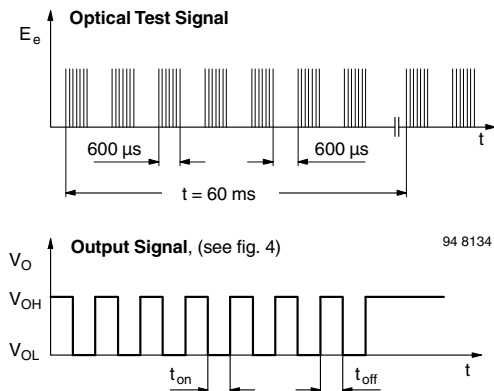 Optical Test Signal
E e
600 µs
600 µs
t
t = 60 ms
Output Signal, (see fig. 4)
94 8134
V O
V OH
V OL
t on
t off
t